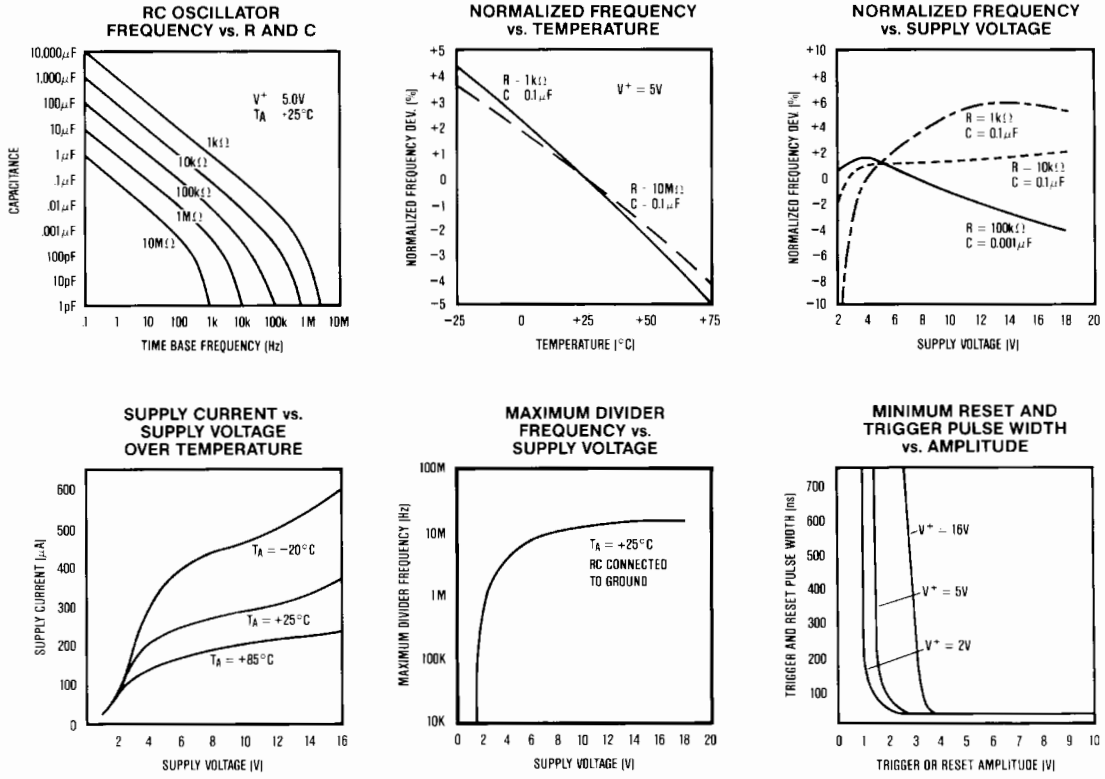 RC OSCILLATOR
FREQUENCY vs. R AND C
10,000µF
1,000µF
100µF
10µF
1µF
.1µF
.01µF
.001µF
100pF
10pF
1pF
CAPACITANCE
V+ 5.0V
TA +25°C
1kΩ
10kΩ
100kΩ
1MΩ
10MΩ
.1 1 10 100 1k 10k 100k 1M 10M
TIME BASE FREQUENCY (Hz)
NORMALIZED FREQUENCY
vs. TEMPERATURE
+5
+4
+3
+2
+1
0
−1
−2
−3
−4
−5
NORMALIZED FREQUENCY DEV. (%)
R - 1kΩ
C 0.1µF
V+ = 5V
R - 10MΩ
C - 0.1µF
−25 0 +25 +50 +75
TEMPERATURE (°C)
NORMALIZED FREQUENCY
vs. SUPPLY VOLTAGE
+10
+6
+2
0
−2
−4
−6
−8
−10
NORMALIZED FREQUENCY DEV. (%)
R = 1kΩ
C = 0.1µF
R = 10kΩ
C = 0.1µF
R = 100kΩ
C = 0.001µF
2 4 6 8 10 12 14 16 18 20
SUPPLY VOLTAGE (V)
SUPPLY CURRENT vs.
SUPPLY VOLTAGE
OVER TEMPERATURE
600
500
400
300
200
100
0
SUPPLY CURRENT (µA)
TA = −20°C
TA = +25°C
TA = +85°C
2 4 6 8 10 12 14 16
SUPPLY VOLTAGE (V)
MAXIMUM DIVIDER
FREQUENCY vs.
SUPPLY VOLTAGE
100M
10M
1M
100K
10K
MAXIMUM DIVIDER FREQUENCY (Hz)
TA = +25°C
RC CONNECTED
TO GROUND
0 2 4 6 8 10 12 14 16 18 20
SUPPLY VOLTAGE (V)
MINIMUM RESET AND
TRIGGER PULSE WIDTH
vs. AMPLITUDE
700
600
500
400
300
200
100
TRIGGER AND RESET PULSE WIDTH (ns)
V+ = 16V
V+ = 5V
V+ = 2V
0 1 2 3 4 5 6 7 8 9 10
TRIGGER OR RESET AMPLITUDE (V)